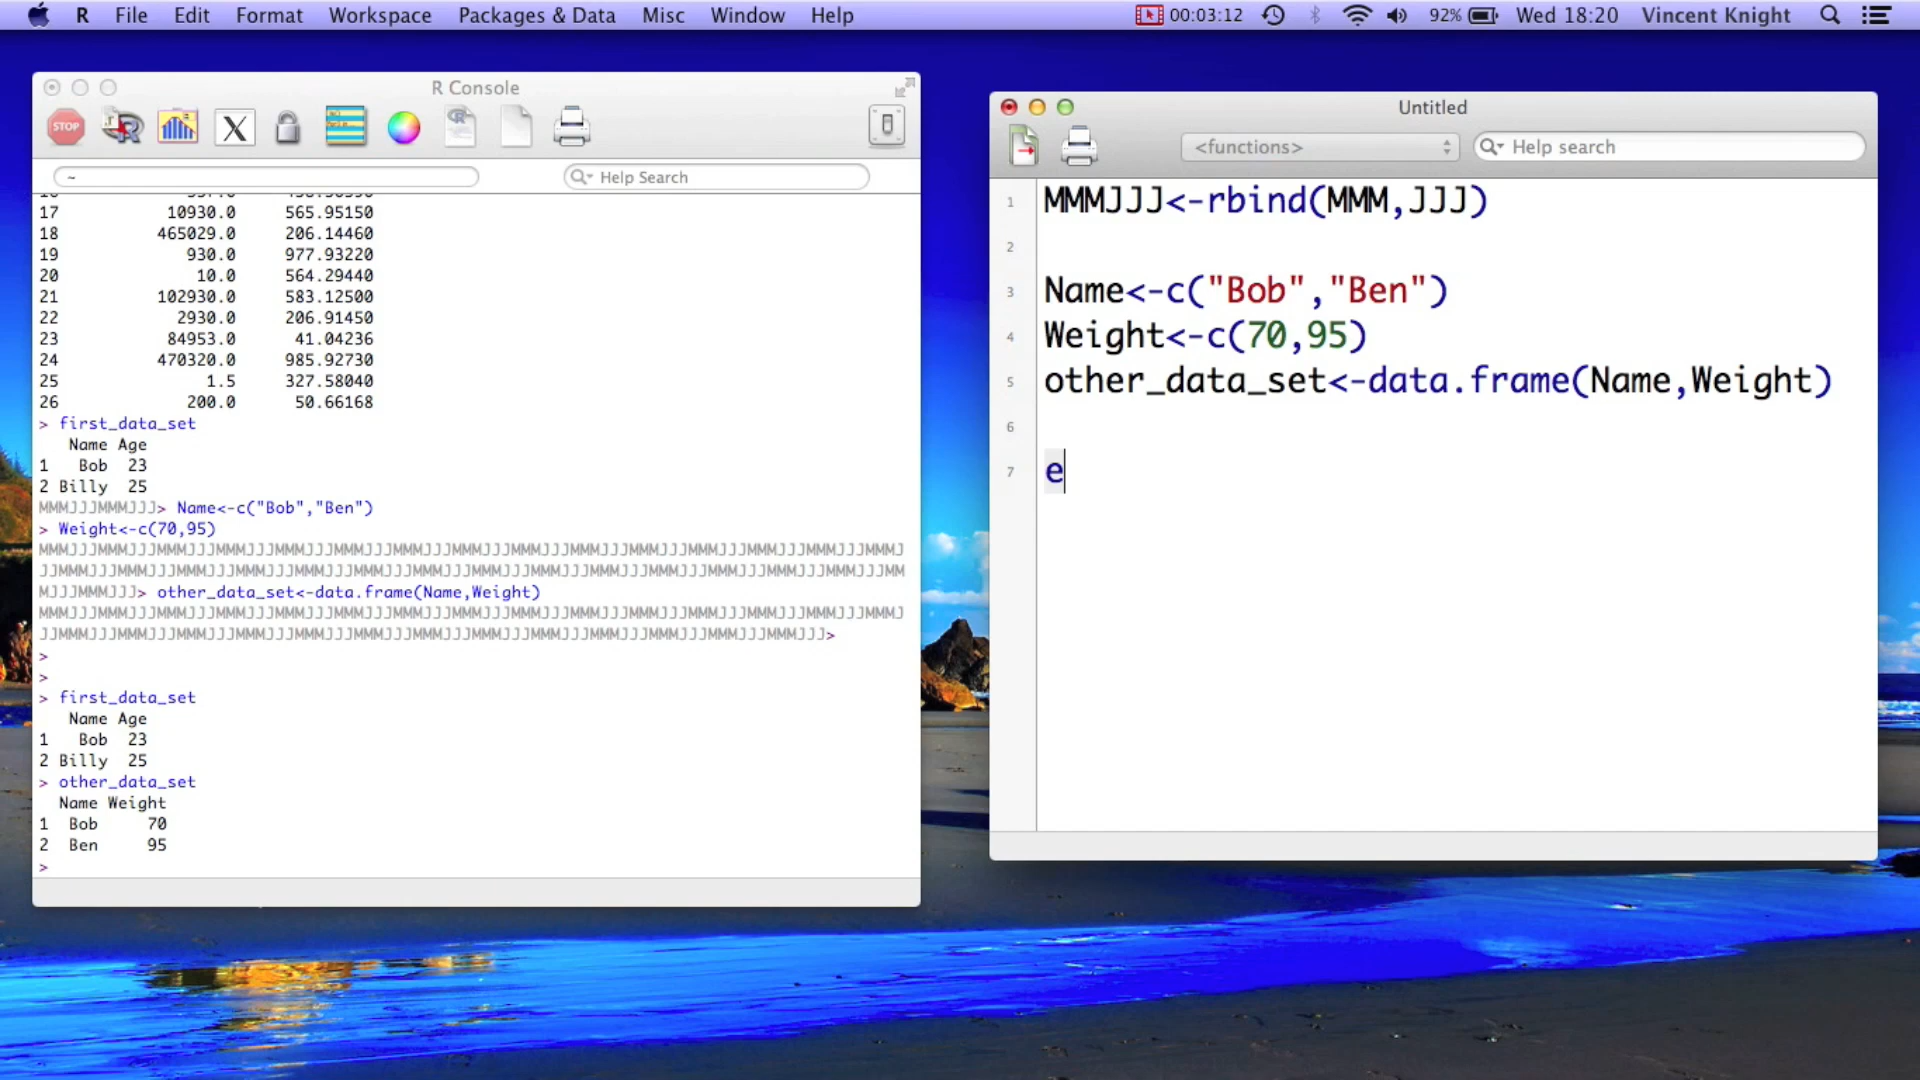 R File Edit Format Workspace Packages & Data Misc Window Help 00:03:12 92% Wed 18:20 Vincent Knight
R Console
STOP
X
~ Help Search
17 10930.0 565.95150
18 465029.0 206.14460
19 930.0 977.93220
20 10.0 564.29440
21 102930.0 583.12500
22 2930.0 206.91450
23 84953.0 41.04236
24 470320.0 985.92730
25 1.5 327.58040
26 200.0 50.66168
> first_data_set
Name Age
1 Bob 23
2 Billy 25
MMMJJJMMMJJJ> Name<-c("Bob","Ben")
> Weight<-c(70,95)
MMMJJJMMMJJJMMMJJJMMMJJJMMMJJJMMMJJJMMMJJJMMMJJJMMMJJJMMMJJJMMMJJJMMMJJJMMMJJJMMMJJJMMMJ
JJMMMJJJMMMJJJMMMJJJMMMJJJMMMJJJMMMJJJMMMJJJMMMJJJMMMJJJMMMJJJMMMJJJMMMJJJMMMJJJMMMJJJMM
MJJJMMMJJJ> other_data_set<-data.frame(Name,Weight)
MMMJJJMMMJJJMMMJJJMMMJJJMMMJJJMMMJJJMMMJJJMMMJJJMMMJJJMMMJJJMMMJJJMMMJJJMMMJJJMMMJJJMMMJ
JJMMMJJJMMMJJJMMMJJJMMMJJJMMMJJJMMMJJJMMMJJJMMMJJJMMMJJJMMMJJJMMMJJJMMMJJJMMMJJJ>
>
>
> first_data_set
Name Age
1 Bob 23
2 Billy 25
> other_data_set
Name Weight
1 Bob 70
2 Ben 95
>
Untitled
<functions> Help search
1 MMMJJJ<-rbind(MMM,JJJ)
2
3 Name<-c("Bob","Ben")
4 Weight<-c(70,95)
5 other_data_set<-data.frame(Name,Weight)
6
7 e